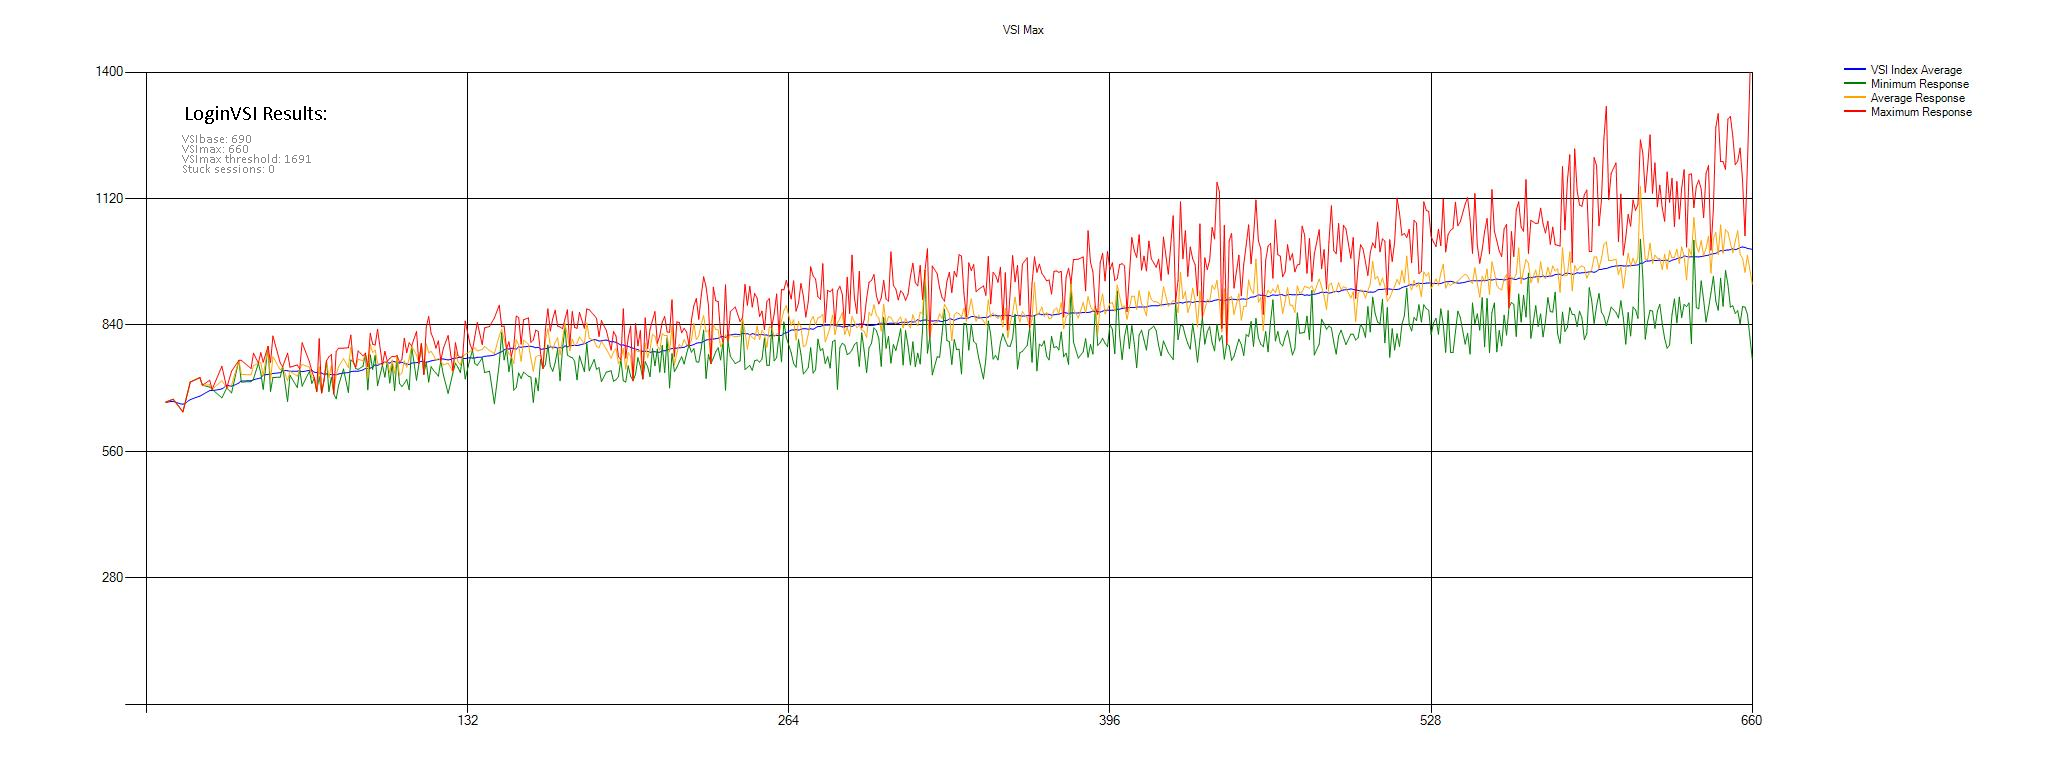 VSI Max
1400
1120
840
560
280
132
264
396
528
660
LoginVSI Results:
VSIbase: 690
VSImax: 660
VSImax threshold: 1691
Stuck sessions: 0
VSI Index Average
Minimum Response
Average Response
Maximum Response